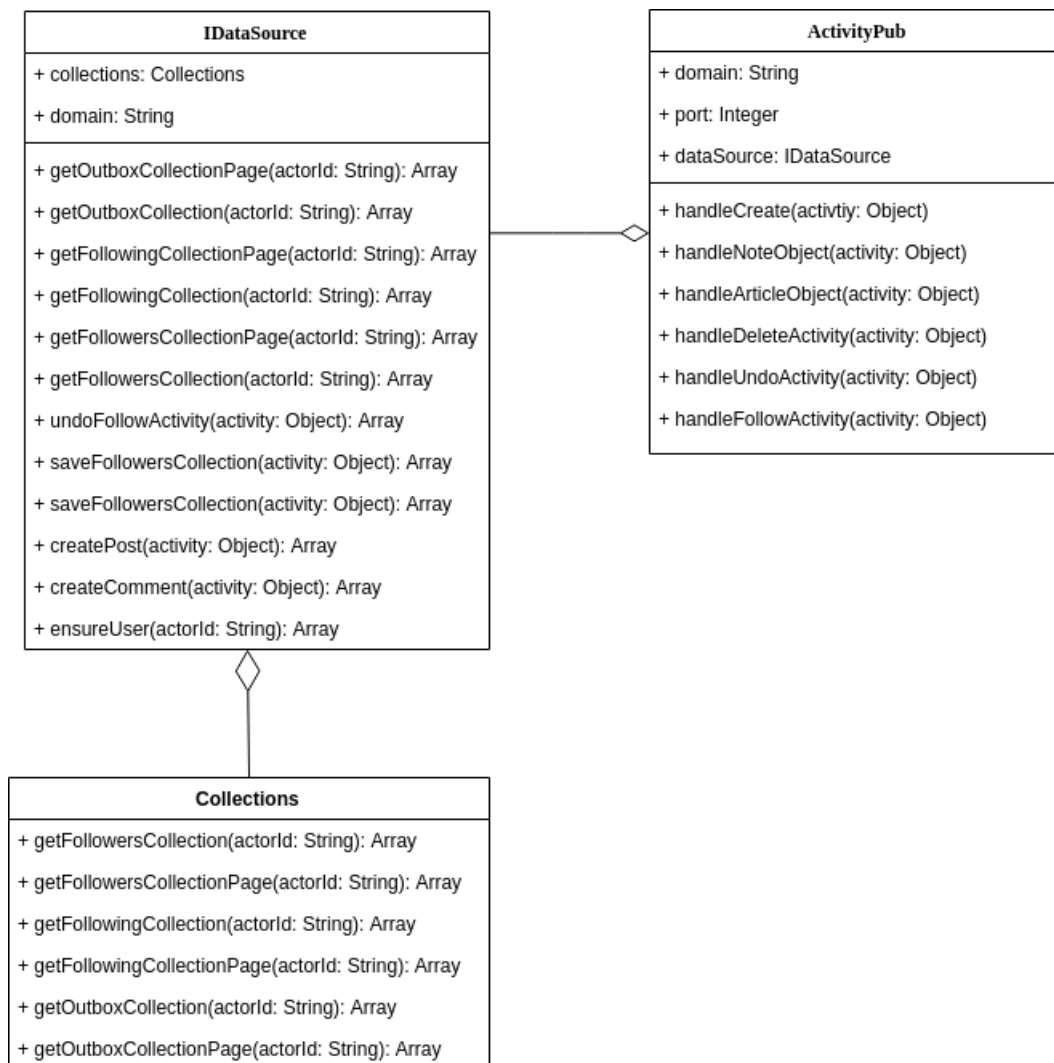 IDataSource
+ collections: Collections
+ domain: String
+ getOutboxCollectionPage(actorId: String): Array
+ getOutboxCollection(actorId: String): Array
+ getFollowingCollectionPage(actorId: String): Array
+ getFollowingCollection(actorId: String): Array
+ getFollowersCollectionPage(actorId: String): Array
+ getFollowersCollection(actorId: String): Array
+ undoFollowActivity(activity: Object): Array
+ saveFollowersCollection(activity: Object): Array
+ saveFollowersCollection(activity: Object): Array
+ createPost(activity: Object): Array
+ createComment(activity: Object): Array
+ ensureUser(actorId: String): Array
ActivityPub
+ domain: String
+ port: Integer
+ dataSource: IDataSource
+ handleCreate(activtiy: Object)
+ handleNoteObject(activity: Object)
+ handleArticleObject(activity: Object)
+ handleDeleteActivity(activity: Object)
+ handleUndoActivity(activity: Object)
+ handleFollowActivity(activity: Object)
Collections
+ getFollowersCollection(actorId: String): Array
+ getFollowersCollectionPage(actorId: String): Array
+ getFollowingCollection(actorId: String): Array
+ getFollowingCollectionPage(actorId: String): Array
+ getOutboxCollection(actorId: String): Array
+ getOutboxCollectionPage(actorId: String): Array